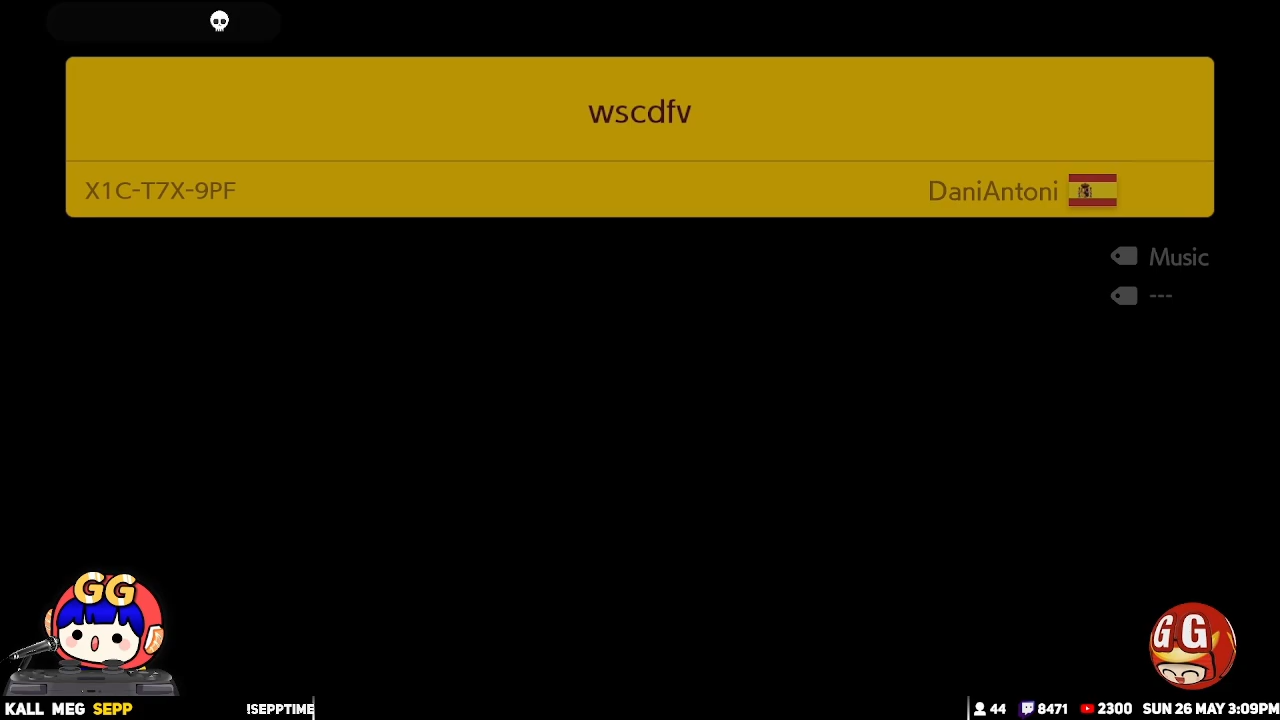 wscdfv
X1C-T7X-9PF
DaniAntoni
Music
---
GG
GG
KALL MEG SEPP
!SEPPTIME
44
8471
2300
SUN 26 MAY 3:09PM